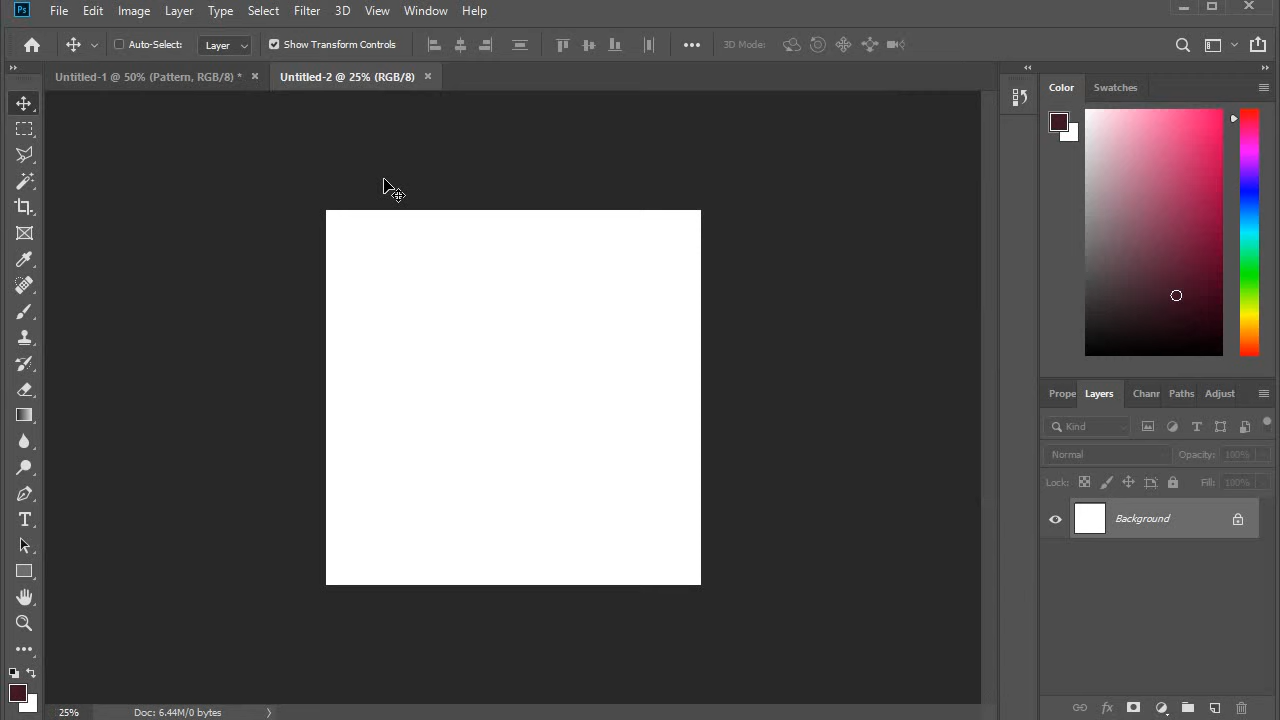 Ps File Edit Image Layer Type Select Filter 3D View Window Help
Auto-Select: Layer Show Transform Controls 3D Mode:
Untitled-1 @ 50% (Pattern, RGB/8) * Untitled-2 @ 25% (RGB/8)
Color Swatches
Prope Layers Chann Paths Adjust
Kind
Normal Opacity: 100%
Lock: Fill: 100%
Background
T
25% Doc: 6.44M/0 bytes
fx